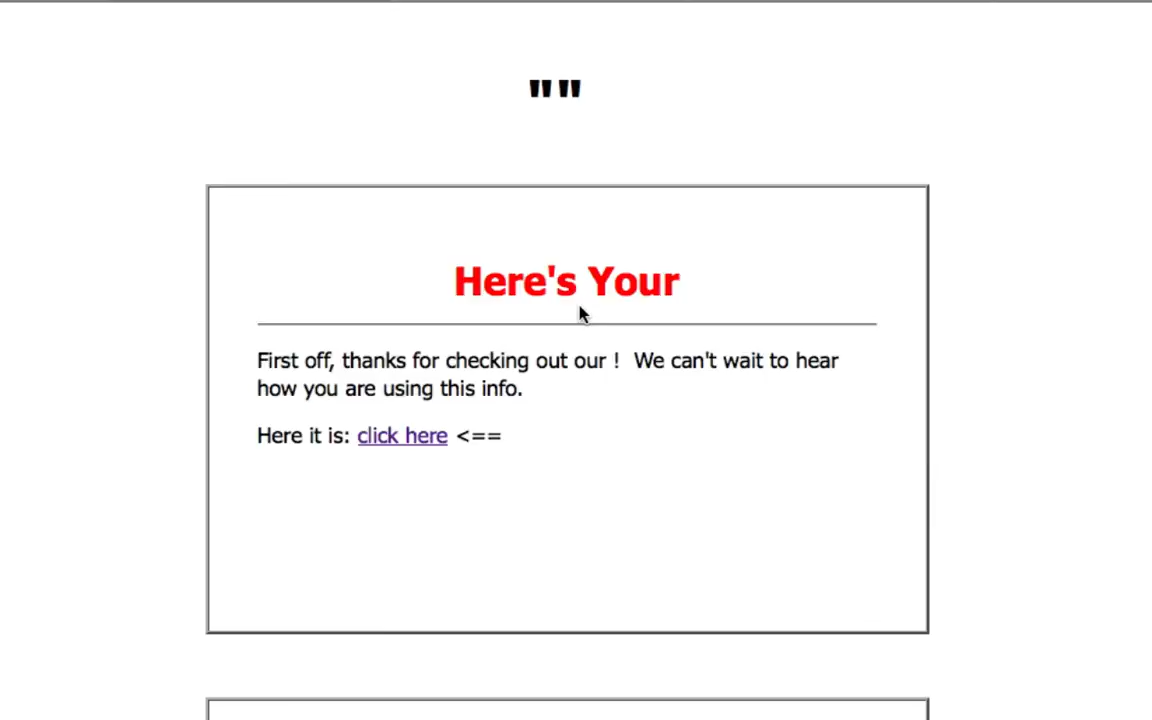 ""
Here's Your
First off, thanks for checking out our !  We can't wait to hear
how you are using this info.
Here it is: click here <==